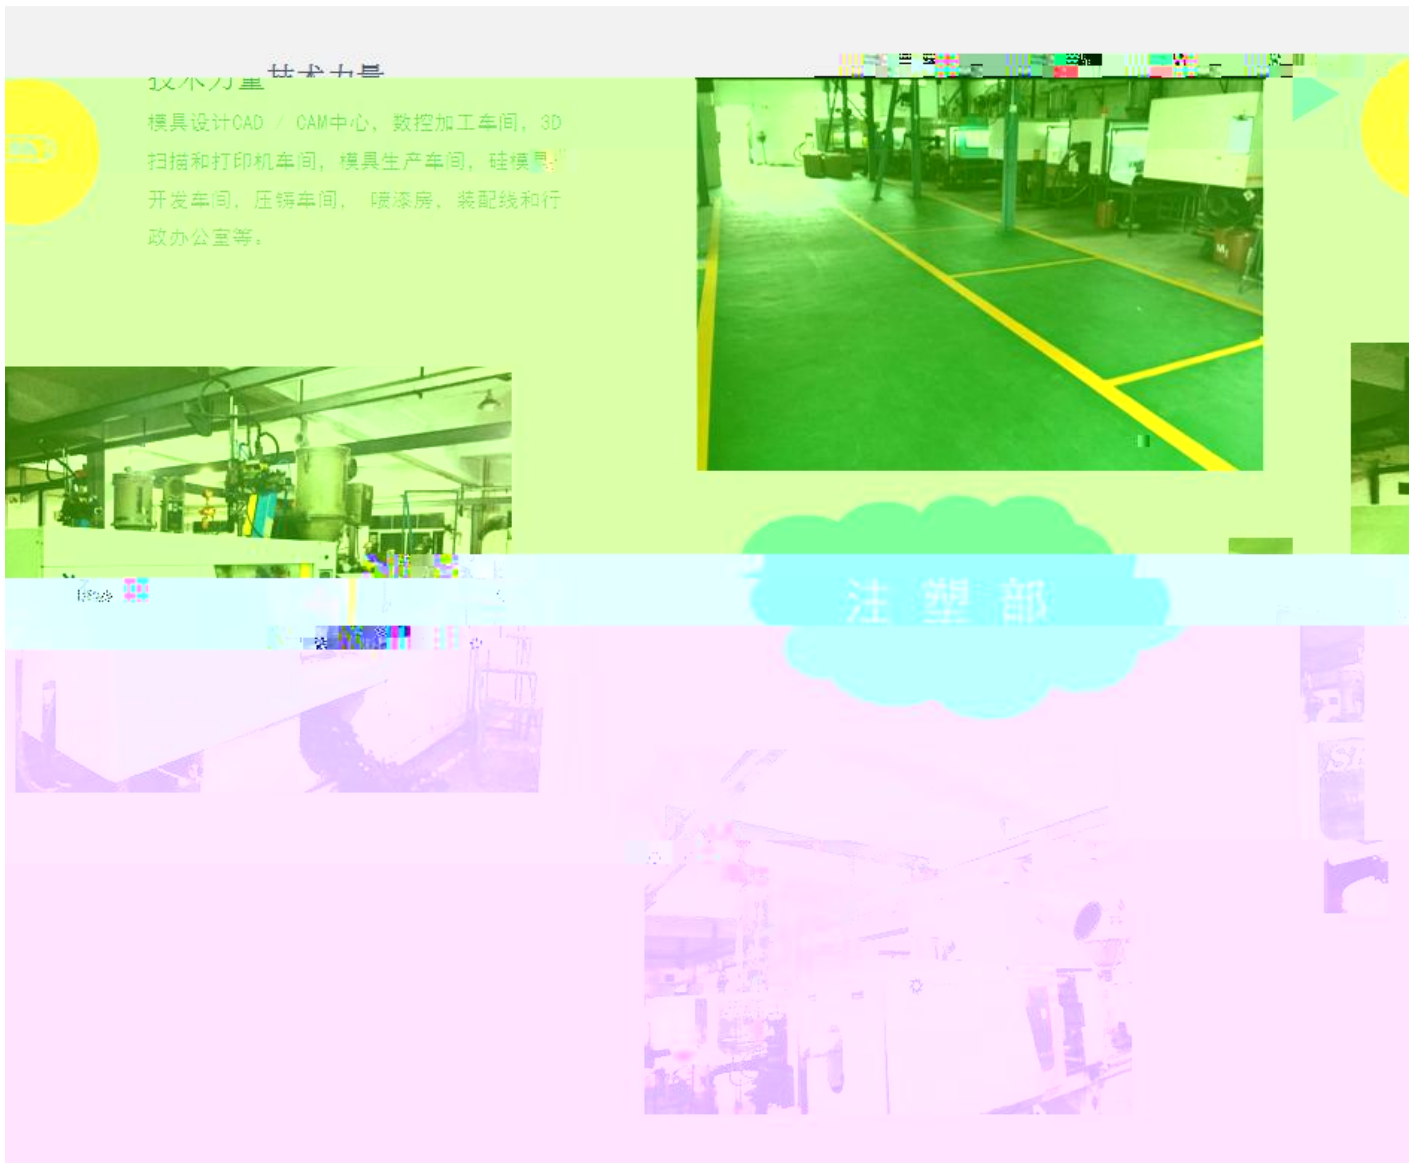 技术力量
模具设计CAD / CAM中心, 数控加工车间, 3D
扫描和打印机车间, 模具生产车间, 硅模
开发车间, 压铸车间, 喷漆房, 装配线和行
政办公室等。
注塑部